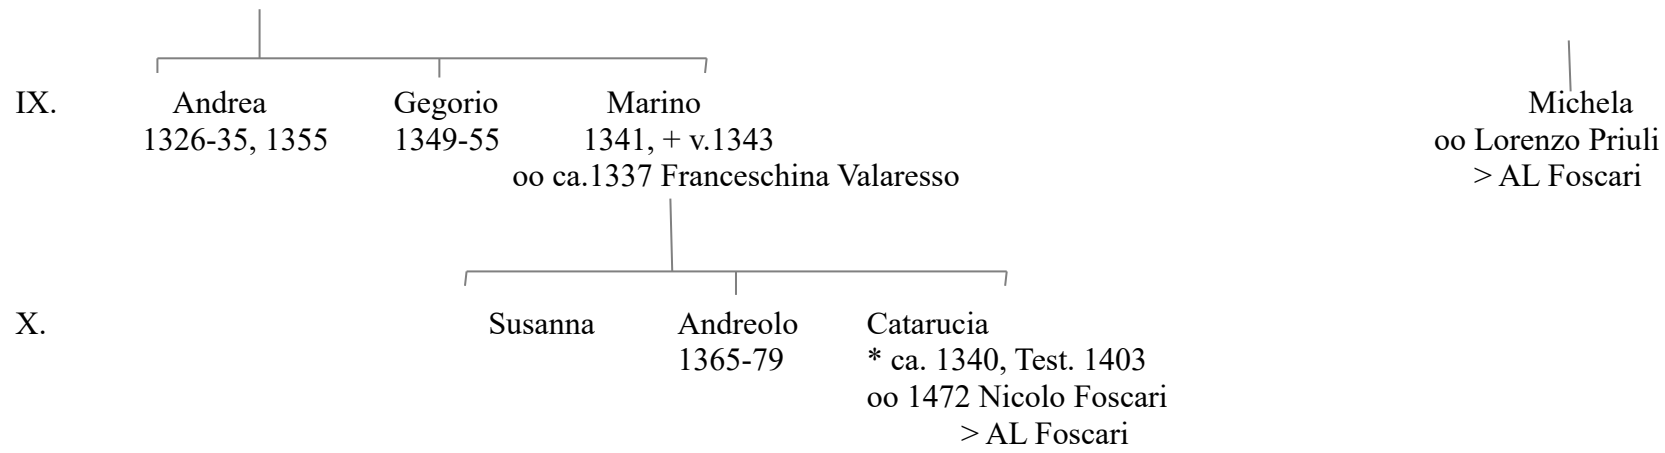 IX. Andrea Gegorio Marino Michela
1326-35, 1355 1349-55 1341, + v.1343 oo Lorenzo Priuli
oo ca.1337 Franceschina Valaresso > AL Foscari
X. Susanna Andreolo Catarucia
1365-79 * ca. 1340, Test. 1403
oo 1472 Nicolo Foscari
> AL Foscari